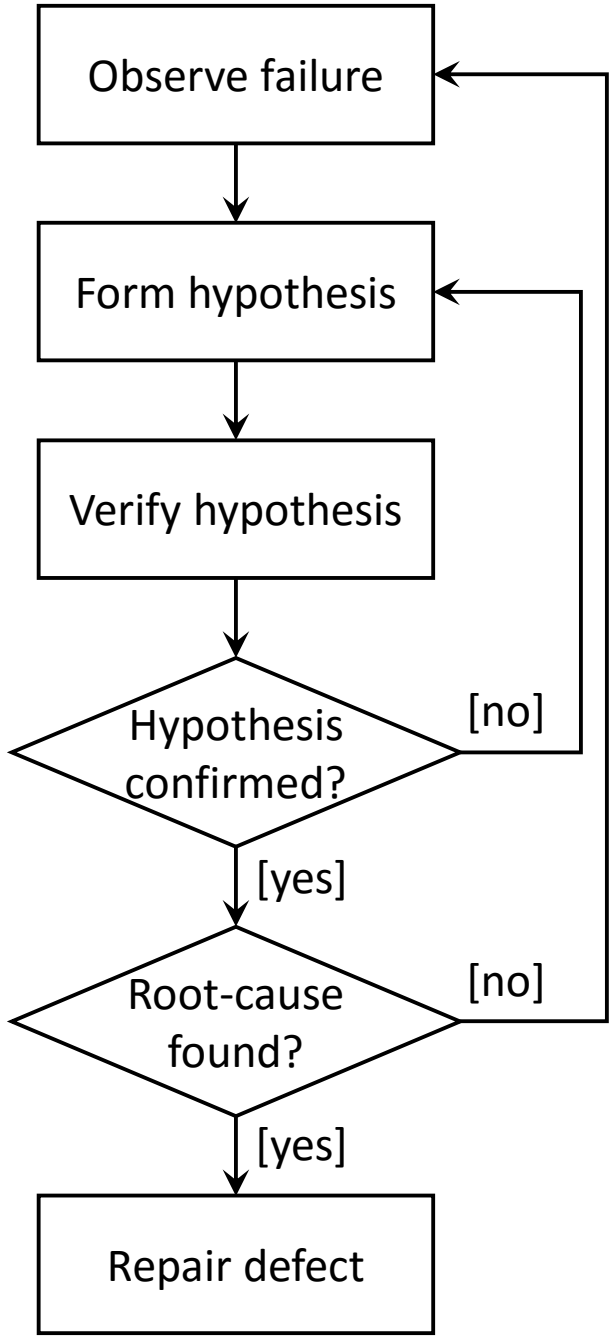 Observe failure
Form hypothesis
Verify hypothesis
Hypothesis
confirmed?
[no]
[yes]
Root-cause
found?
[no]
[yes]
Repair defect